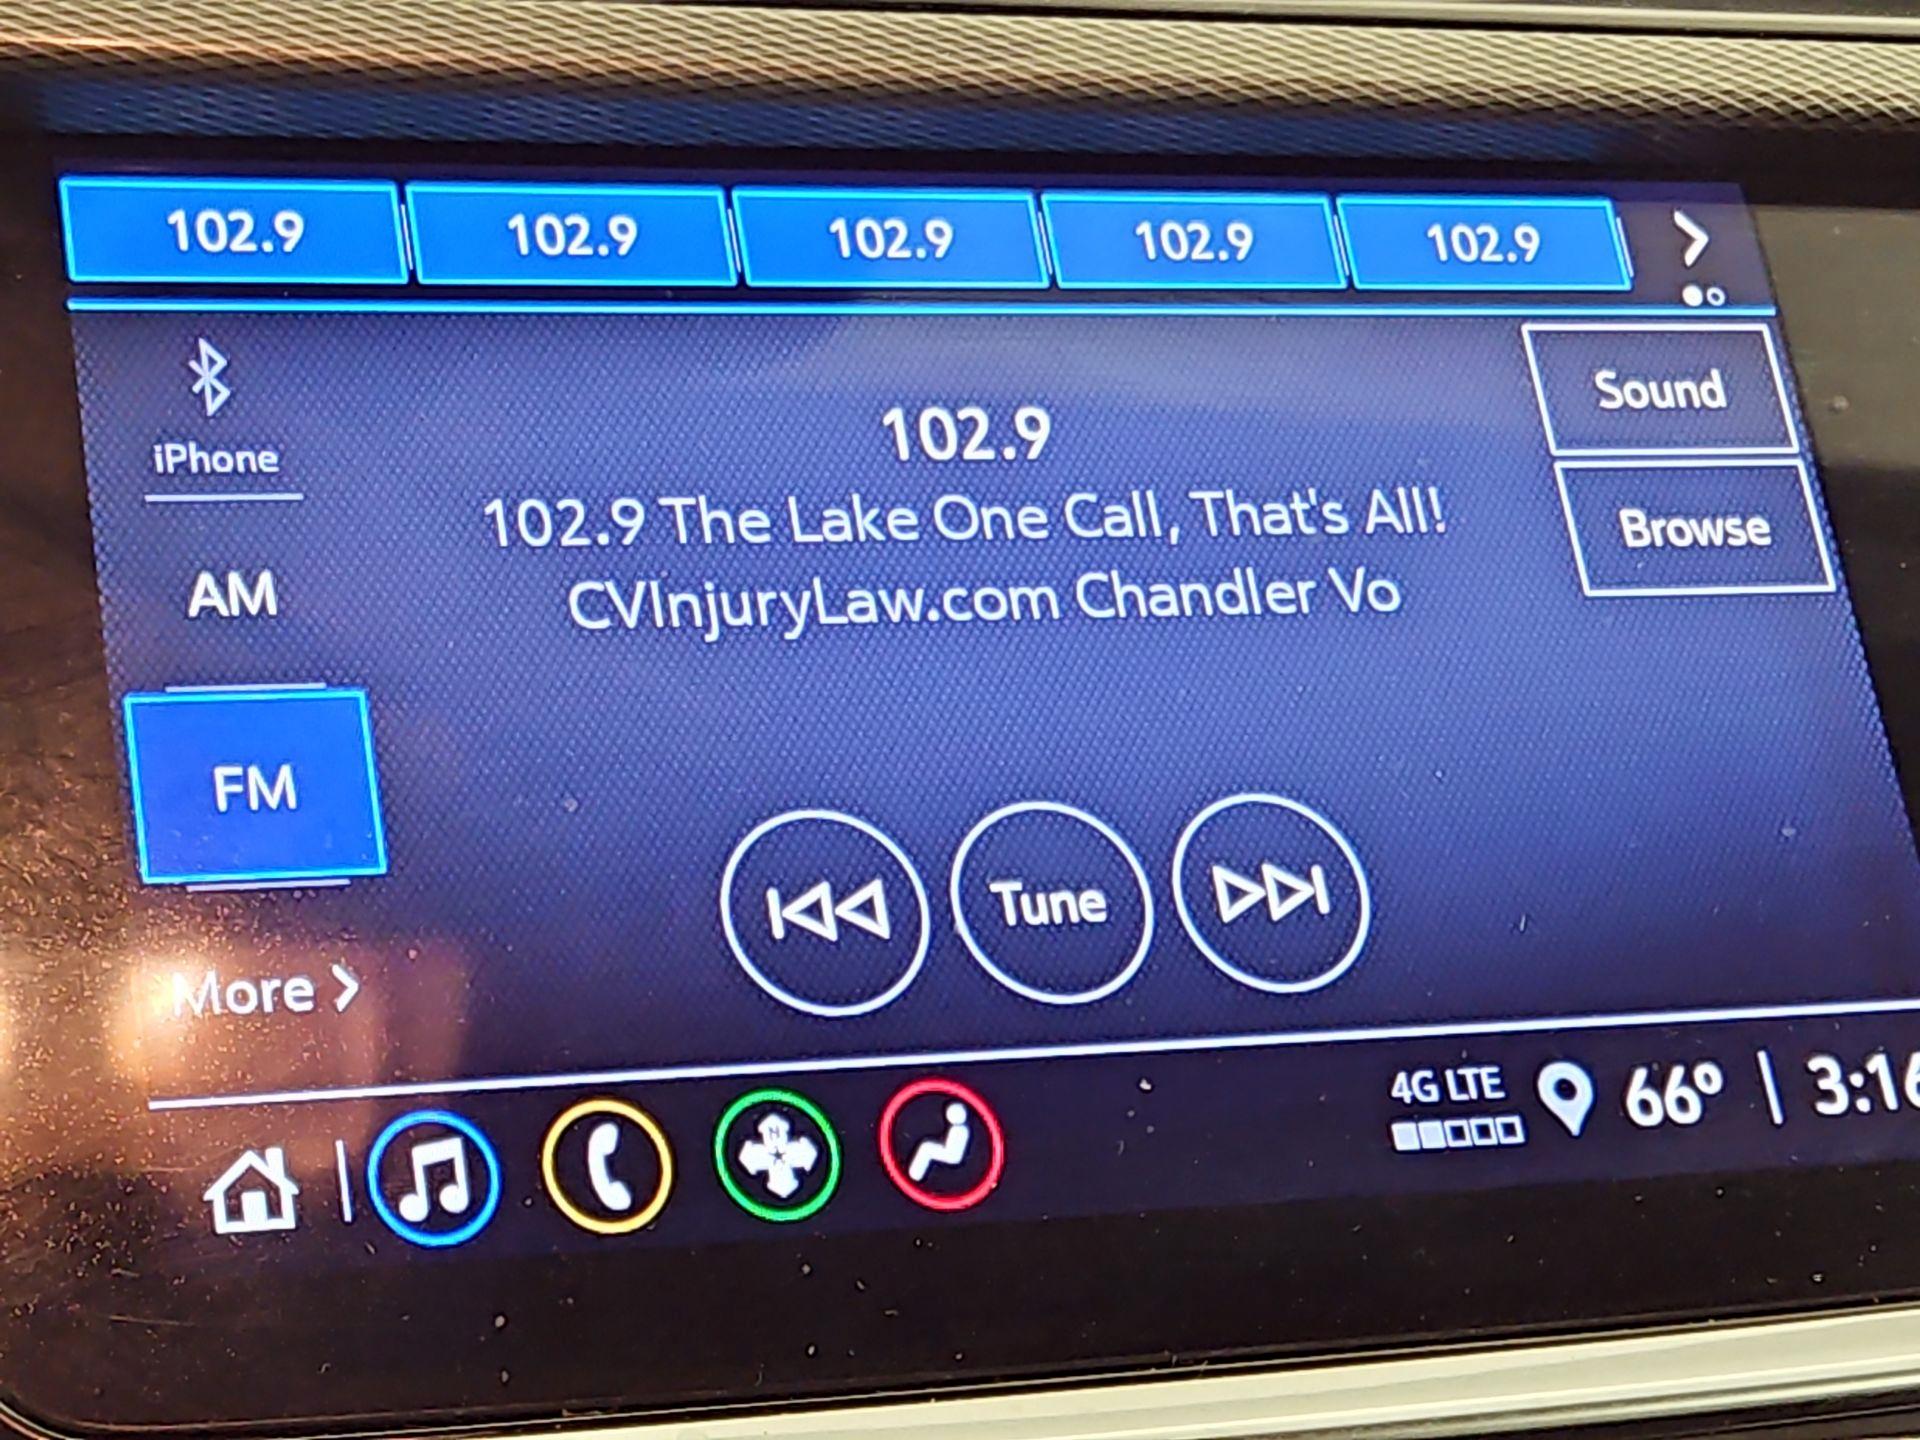 102.9 102.9 102.9 102.9 102.9
Sound
iPhone
102.9
102.9 The Lake One Call, That's All!
Browse
AM
CVInjuryLaw.com Chandler Vo
FM
Tune
More >
4G LTE 66° | 3:16
N